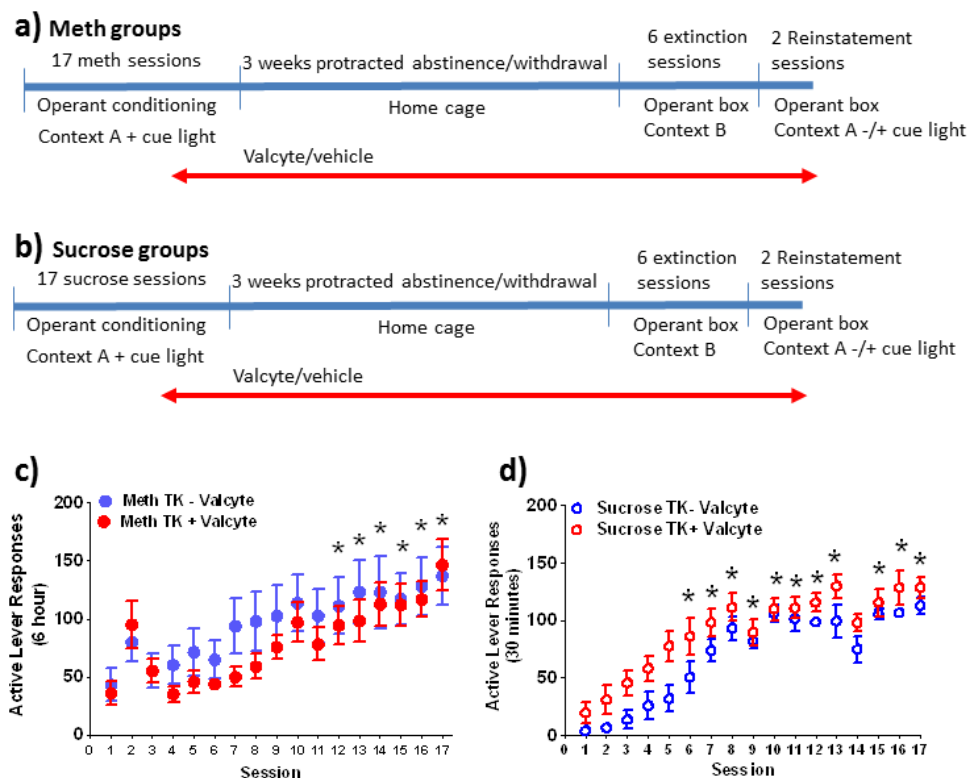 a) Meth groups
17 meth sessions
3 weeks protracted abstinence/withdrawal
6 extinction
sessions
2 Reinstatement
sessions
Operant conditioning
Context A + cue light
Home cage
Operant box
Context B
Operant box
Context A -/+ cue light
Valcyte/vehicle
b) Sucrose groups
17 sucrose sessions
3 weeks protracted abstinence/withdrawal
6 extinction
sessions
2 Reinstatement
sessions
Operant conditioning
Context A + cue light
Home cage
Operant box
Context B
Operant box
Context A -/+ cue light
Valcyte/vehicle
c)
Active Lever Responses
(6 hour)
200
150
100
50
0
Meth TK - Valcyte
Meth TK + Valcyte
* * * * * *
0 1 2 3 4 5 6 7 8 9 10 11 12 13 14 15 16 17
Session
d)
Active Lever Responses
(30 minutes)
200
150
100
50
0
Sucrose TK- Valcyte
Sucrose TK+ Valcyte
* * * * * * * * * * *
0 1 2 3 4 5 6 7 8 9 10 11 12 13 14 15 16 17
Session